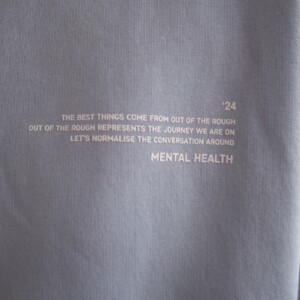 '24
THE BEST THINGS COME FROM OUT OF THE ROUGH
OUT OF THE ROUGH REPRESENTS THE JOURNEY WE ARE ON
LET'S NORMALISE THE CONVERSATION AROUND
MENTAL HEALTH